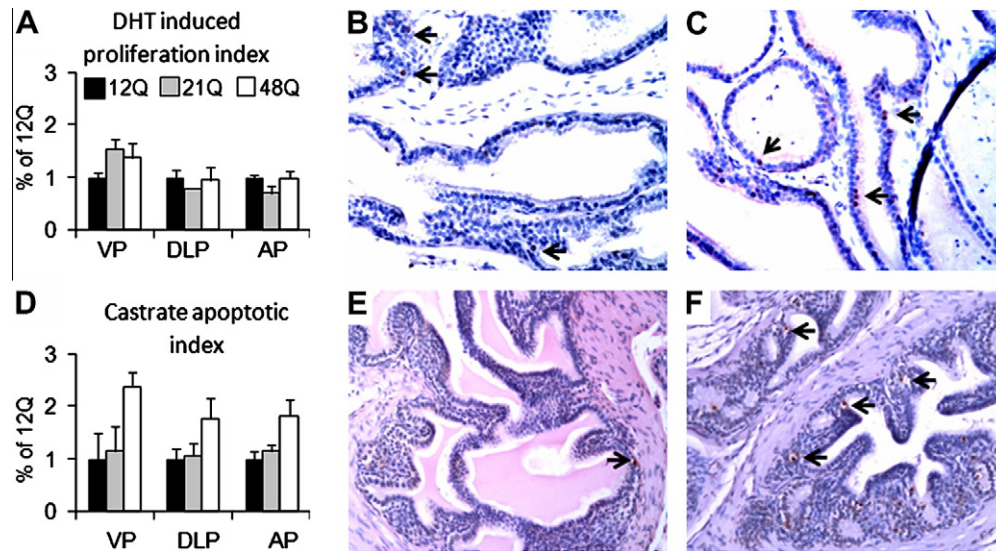 A
DHT induced
proliferation index
% of 12Q
3
2
1
0
12Q 21Q 48Q
VP DLP AP
B
C
D
Castrate apoptotic
index
% of 12Q
3
2
1
0
VP DLP AP
E
F